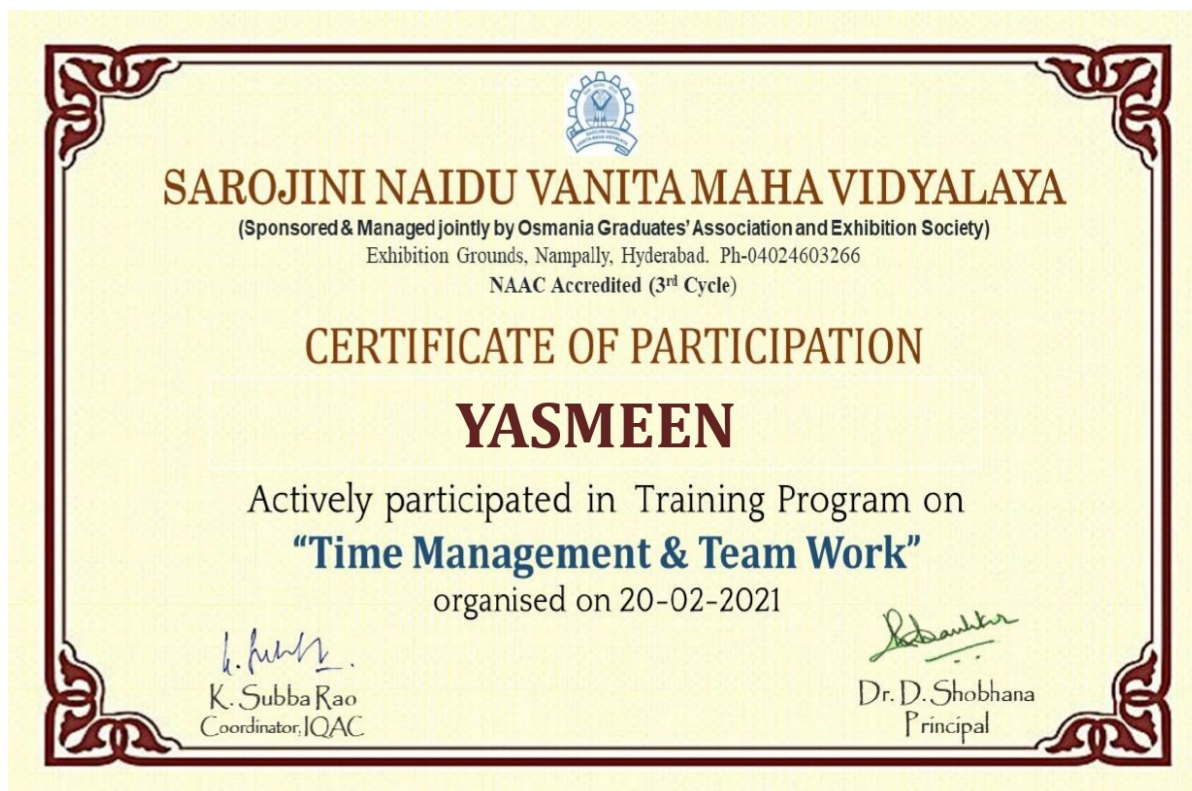 SAROJINI NAIDU VANITA MAHA VIDYALAYA
(Sponsored & Managed jointly by Osmania Graduates' Association and Exhibition Society)
Exhibition Grounds, Nampally, Hyderabad. Ph-04024603266
NAAC Accredited (3rd Cycle)
CERTIFICATE OF PARTICIPATION
YASMEEN
Actively participated in Training Program on
“Time Management & Team Work”
organised on 20-02-2021
K. Subba Rao
Coordinator, IQAC
Dr. D. Shobhana
Principal